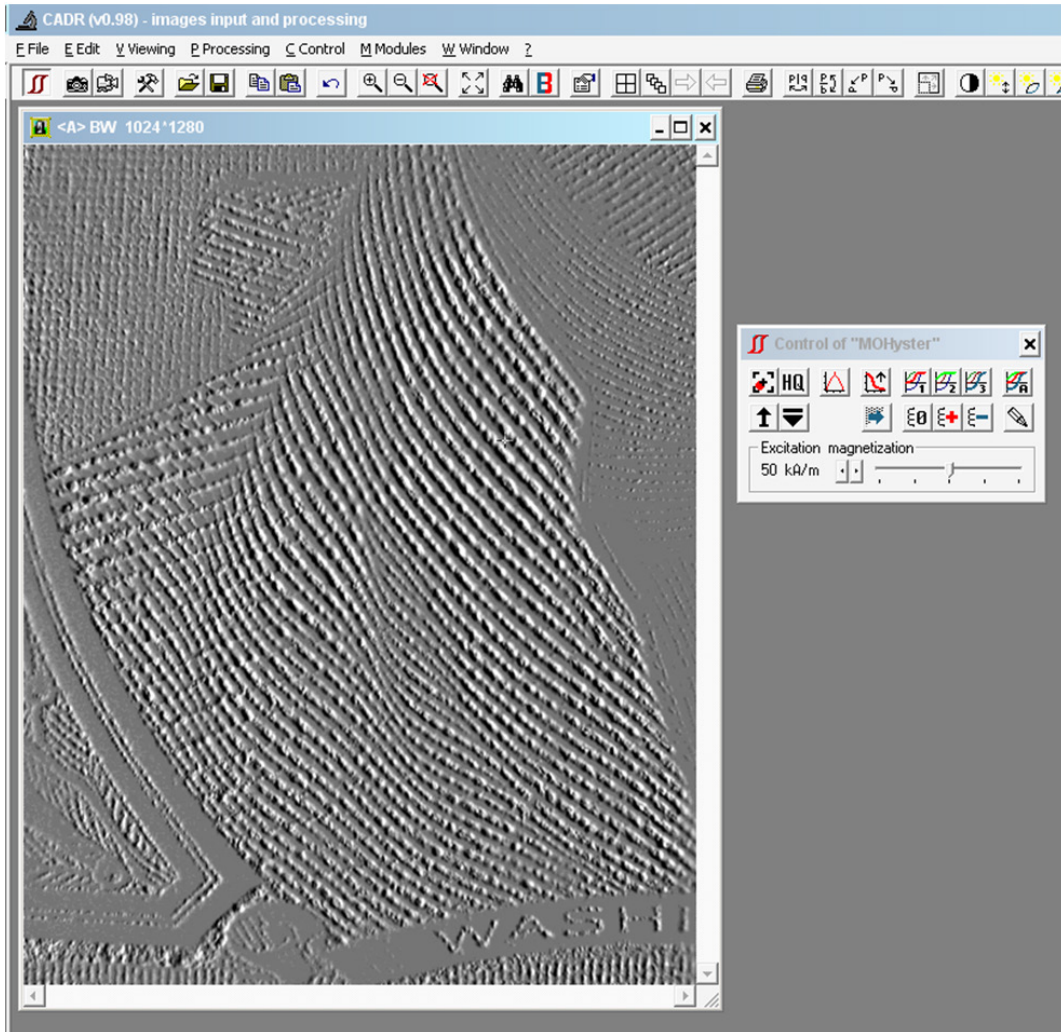 CADR (v0.98) - images input and processing
F File E Edit V Viewing P Processing C Control M Modules W Window ?
<A> BW 1024*1280
WASHI
Control of "MOHyster"
HQ
Excitation magnetization
50 kA/m